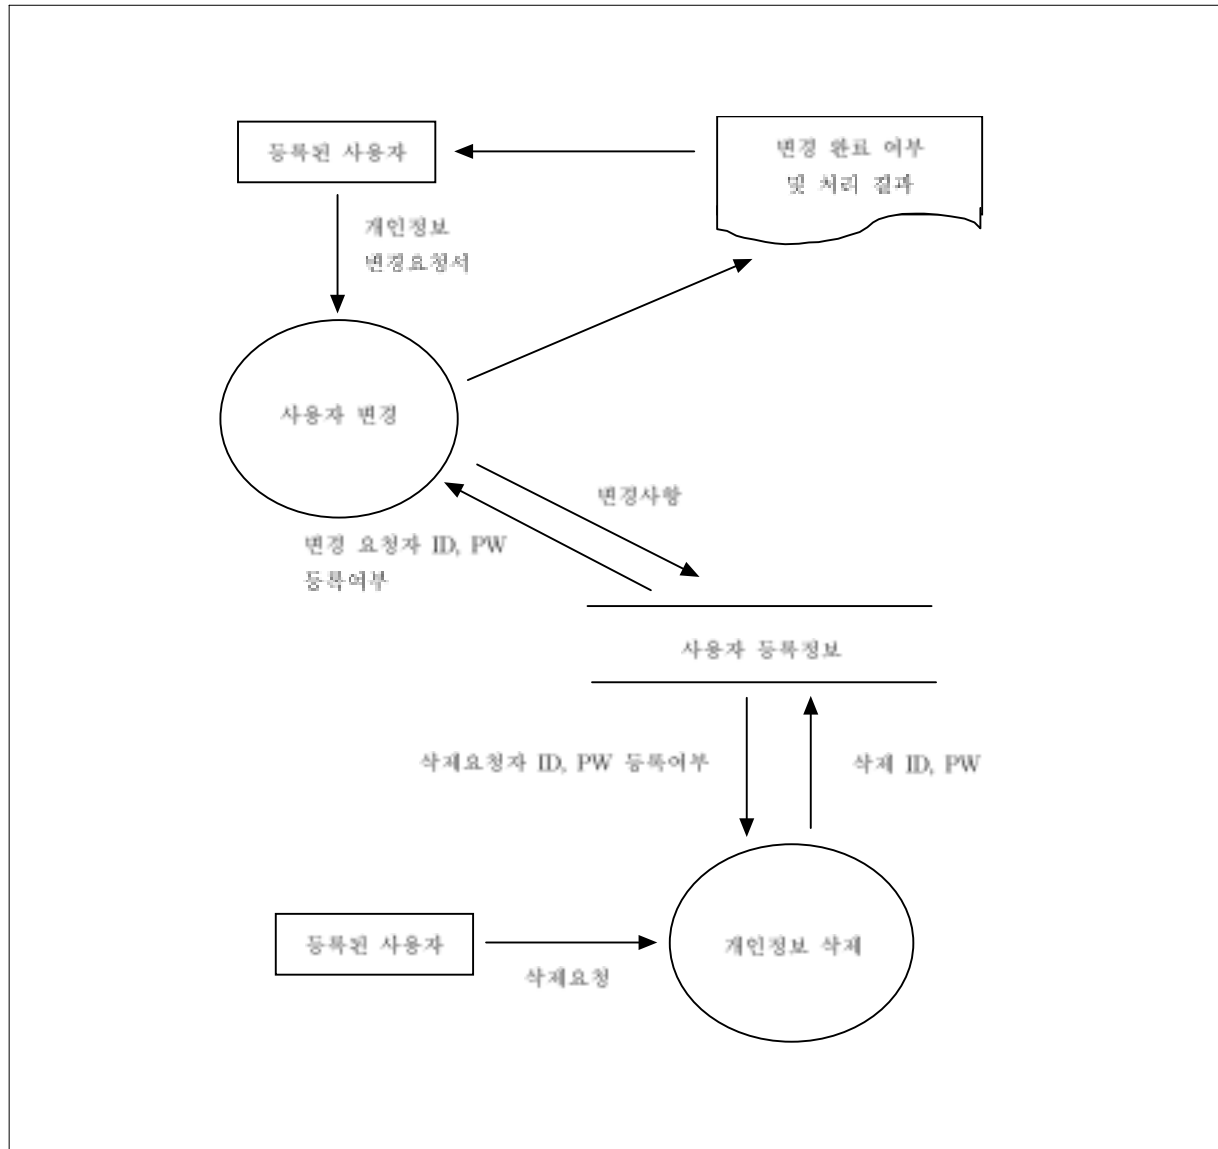 등록된 사용자
변경 완료 여부
및 처리 결과
개인정보
변경요청서
사용자 변경
변경사항
변경 요청자 ID, PW
등록여부
사용자 등록정보
삭제요청자 ID, PW 등록여부
삭제 ID, PW
등록된 사용자
개인정보 삭제
삭제요청